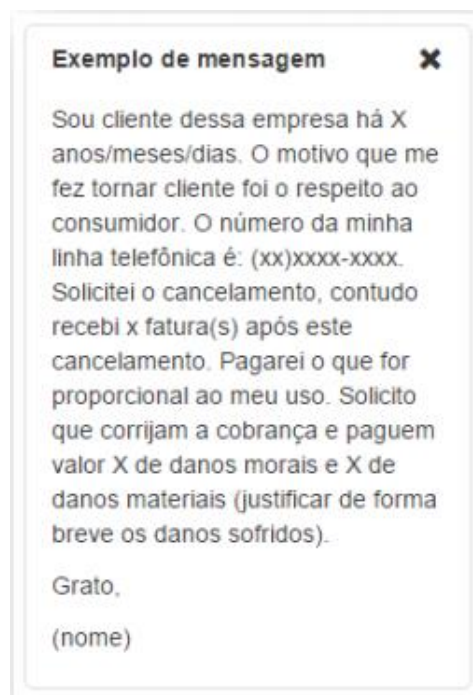 Exemplo de mensagem ✖
Sou cliente dessa empresa há X
anos/meses/dias. O motivo que me
fez tornar cliente foi o respeito ao
consumidor. O número da minha
linha telefônica é: (xx)xxxx-xxxx.
Solicitei o cancelamento, contudo
recebi x fatura(s) após este
cancelamento. Pagarei o que for
proporcional ao meu uso. Solicito
que corrijam a cobrança e paguem
valor X de danos morais e X de
danos materiais (justificar de forma
breve os danos sofridos).
Grato,
(nome)